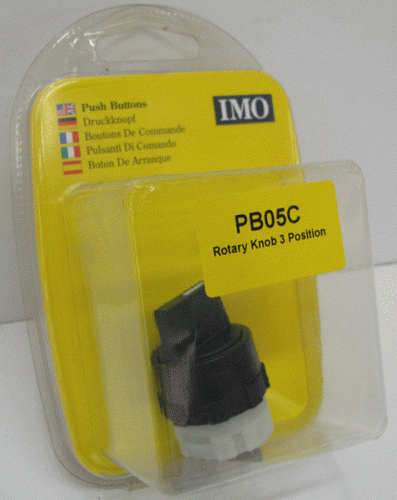 Push Buttons
Druckknopf
Boutons De Commande
Pulsanti Di Comando
Boton De Arranque
IMO
PB05C
Rotary Knob 3 Position